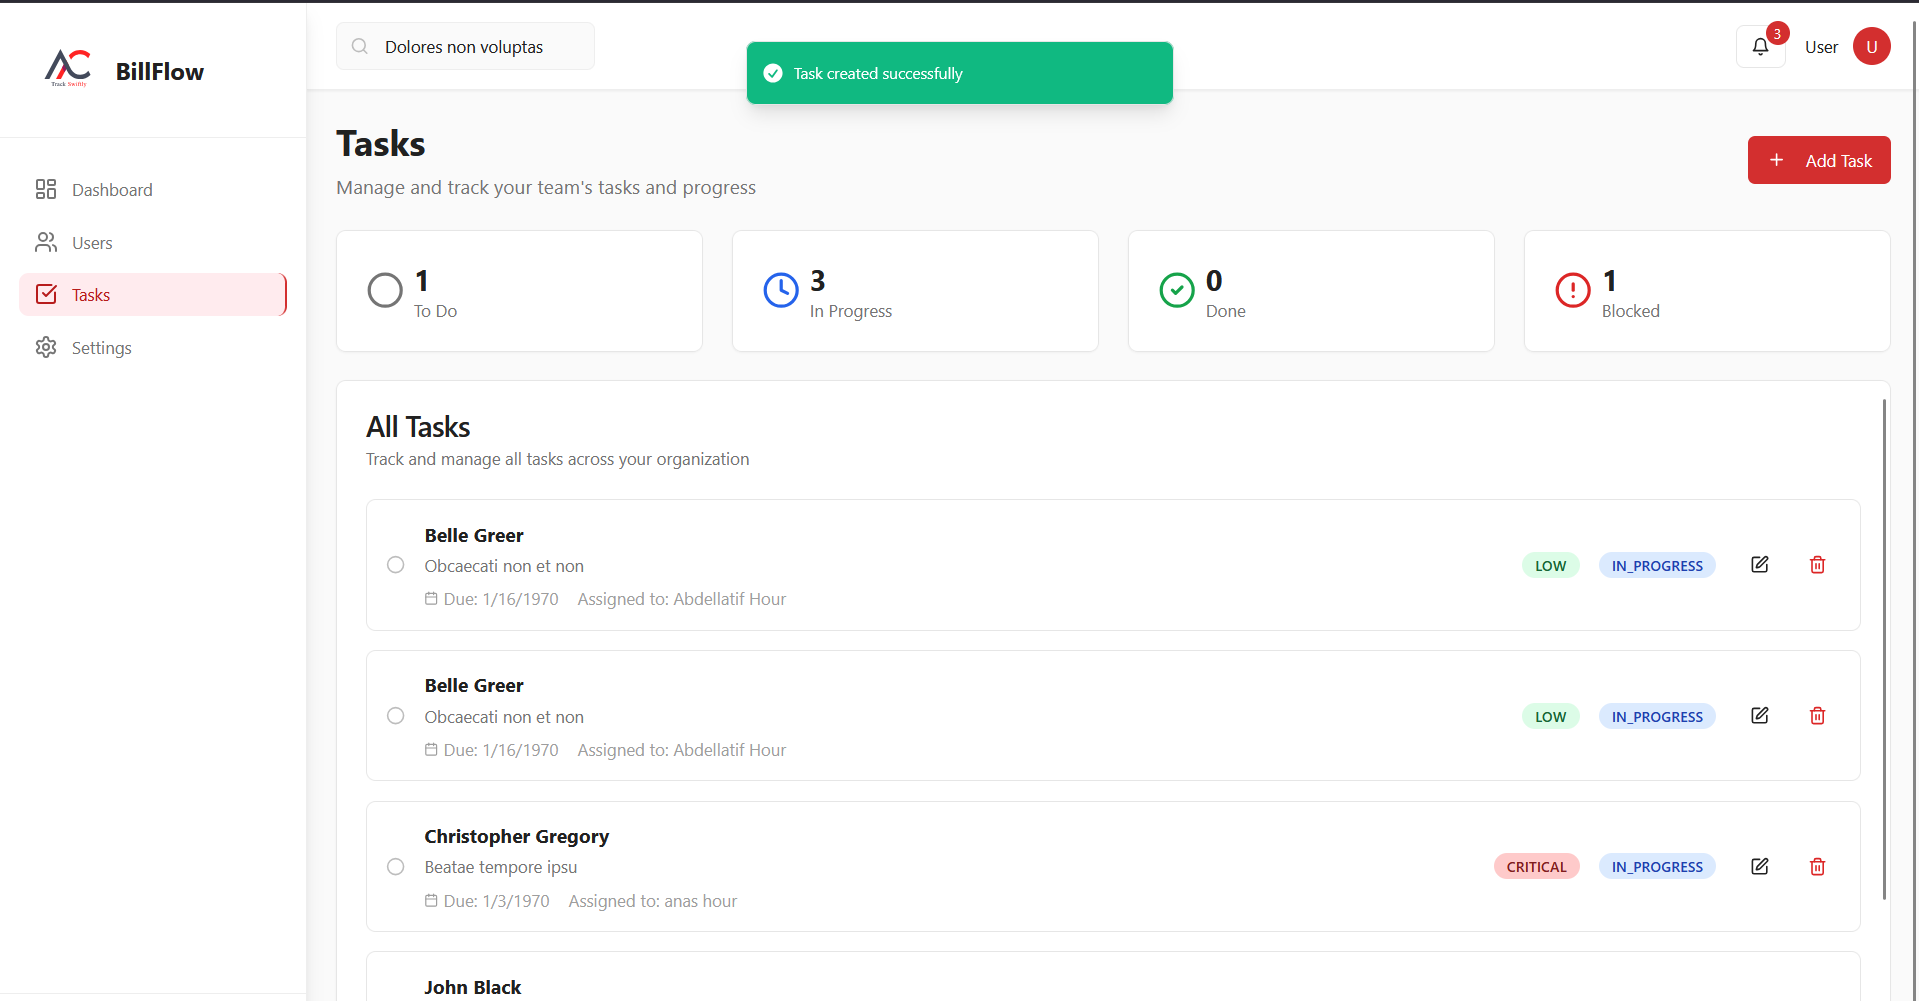 AC
Track Swiftly
BillFlow
Dashboard
Users
Tasks
Settings
Dolores non voluptas
Task created successfully
3
User
U
Tasks
Manage and track your team's tasks and progress
+ Add Task
1
To Do
3
In Progress
0
Done
1
Blocked
All Tasks
Track and manage all tasks across your organization
Belle Greer
Obcaecati non et non
Due: 1/16/1970 Assigned to: Abdellatif Hour
LOW IN_PROGRESS
Belle Greer
Obcaecati non et non
Due: 1/16/1970 Assigned to: Abdellatif Hour
LOW IN_PROGRESS
Christopher Gregory
Beatae tempore ipsu
Due: 1/3/1970 Assigned to: anas hour
CRITICAL IN_PROGRESS
John Black